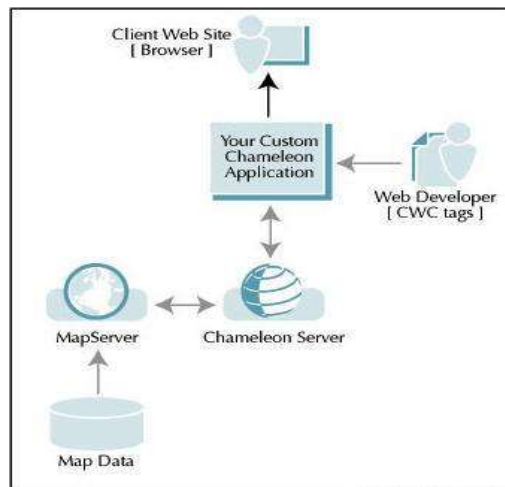 Client Web Site
[ Browser ]
Your Custom
Chameleon
Application
Web Developer
[ CWC tags ]
MapServer
Chameleon Server
Map Data